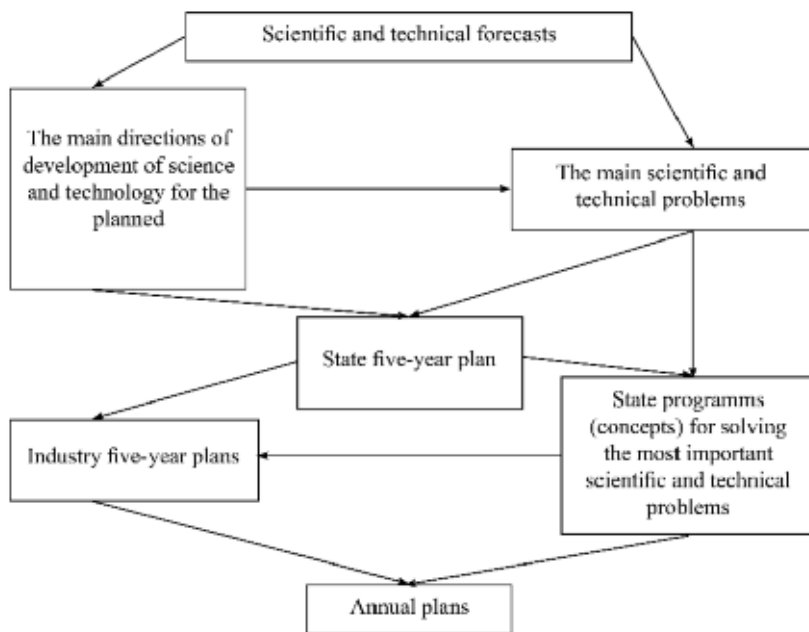 Scientific and technical forecasts
The main directions of
development of science
and technology for the
planned
The main scientific and
technical problems
State five-year plan
State programms
(concepts) for solving
the most important
scientific and technical
problems
Industry five-year plans
Annual plans